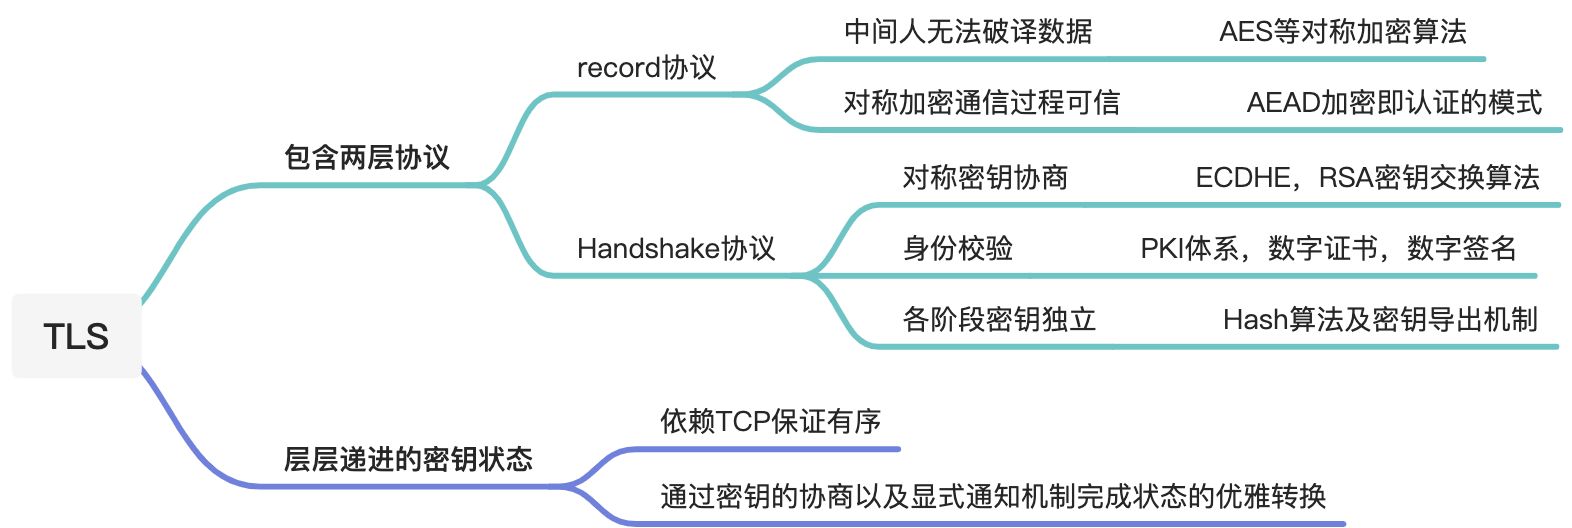 TLS
包含两层协议
record协议
中间人无法破译数据
AES等对称加密算法
对称加密通信过程可信
AEAD加密即认证的模式
Handshake协议
对称密钥协商
ECDHE，RSA密钥交换算法
身份校验
PKI体系，数字证书，数字签名
各阶段密钥独立
Hash算法及密钥导出机制
层层递进的密钥状态
依赖TCP保证有序
通过密钥的协商以及显式通知机制完成状态的优雅转换